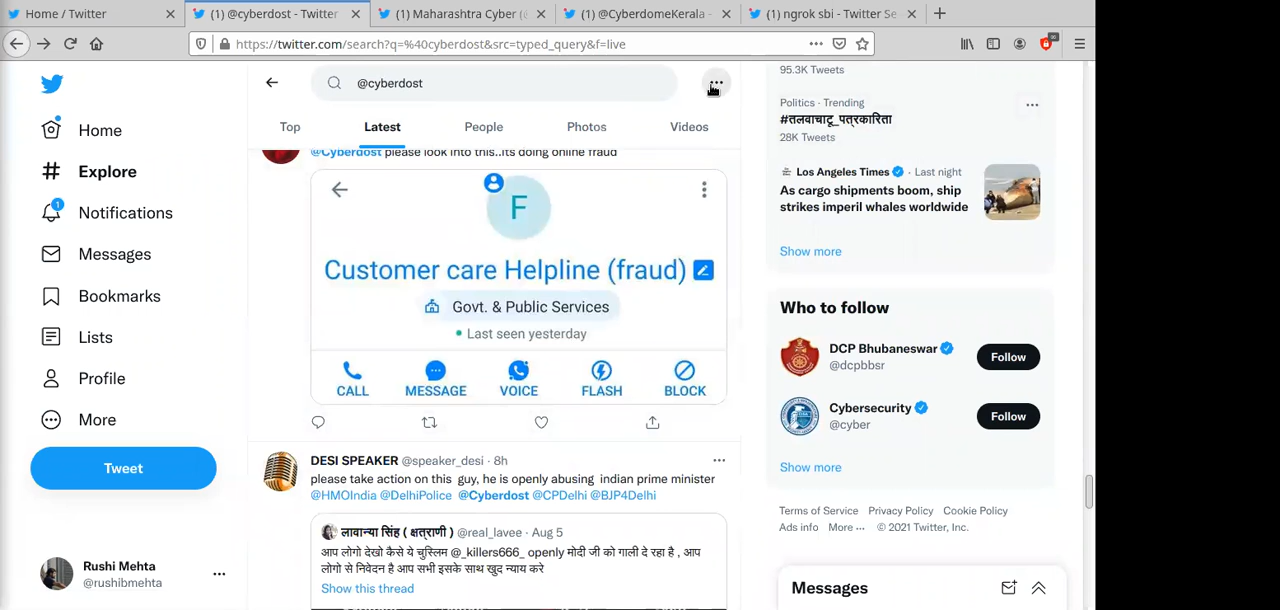 Home / Twitter
(1) @cyberdost - Twitter
(1) Maharashtra Cyber (
(1) @CyberdomeKerala -
(1) ngrok sbi - Twitter Se
https://twitter.com/search?q=%40cyberdost&src=typed_query&f=live
Home
Explore
1
Notifications
Messages
Bookmarks
Lists
Profile
More
Tweet
Rushi Mehta
@rushibmehta
@cyberdost
Top
Latest
People
Photos
Videos
@Cyberdost please look into this..its doing online fraud
F
Customer care Helpline (fraud)
Govt. & Public Services
Last seen yesterday
CALL
MESSAGE
VOICE
FLASH
BLOCK
DESI SPEAKER @speaker_desi · 8h
please take action on this guy, he is openly abusing indian prime minister
@HMOIndia @DelhiPolice @Cyberdost @CPDelhi @BJP4Delhi
लावान्या सिंह ( क्षत्राणी ) @real_lavee · Aug 5
आप लोगो देखो कैसे ये चुस्लिम @_killers666_ openly मोदी जी को गाली दे रहा है , आप
लोगो से निवेदन है आप सभी इसके साथ खुद न्याय करे
Show this thread
95.3K Tweets
Politics · Trending
#तलवाचाटू_पत्रकारिता
28K Tweets
Los Angeles Times · Last night
As cargo shipments boom, ship
strikes imperil whales worldwide
Show more
Who to follow
DCP Bhubaneswar
@dcpbbsr
Follow
Cybersecurity
@cyber
Follow
Show more
Terms of Service Privacy Policy Cookie Policy
Ads info More ··· © 2021 Twitter, Inc.
Messages